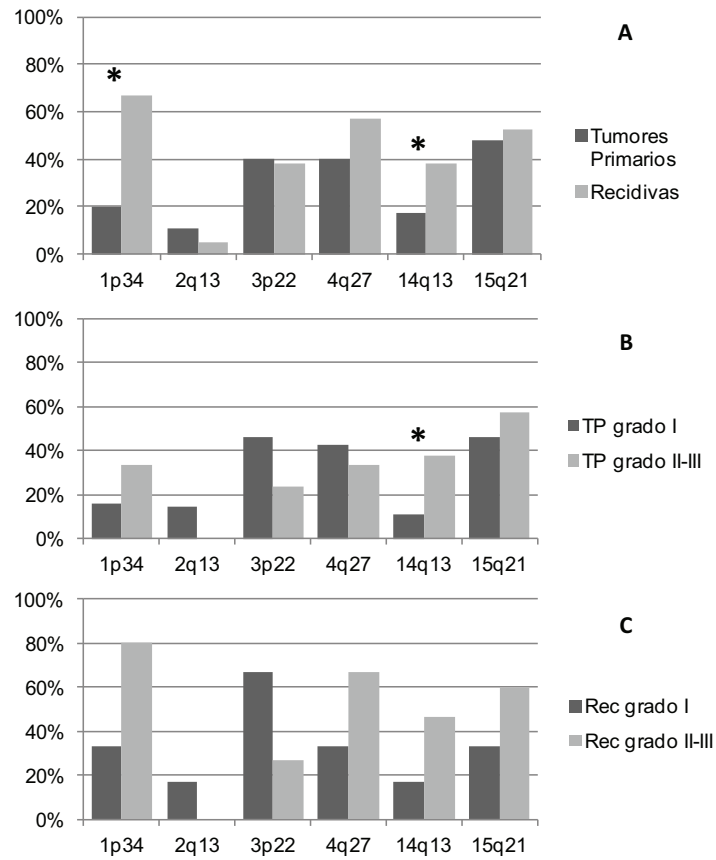 100%
80%
60%
40%
20%
0%
*
*
1p34 2q13 3p22 4q27 14q13 15q21
A
Tumores
Primarios
Recidivas
100%
80%
60%
40%
20%
0%
*
1p34 2q13 3p22 4q27 14q13 15q21
B
TP grado I
TP grado II-III
100%
80%
60%
40%
20%
0%
1p34 2q13 3p22 4q27 14q13 15q21
C
Rec grado I
Rec grado II-III